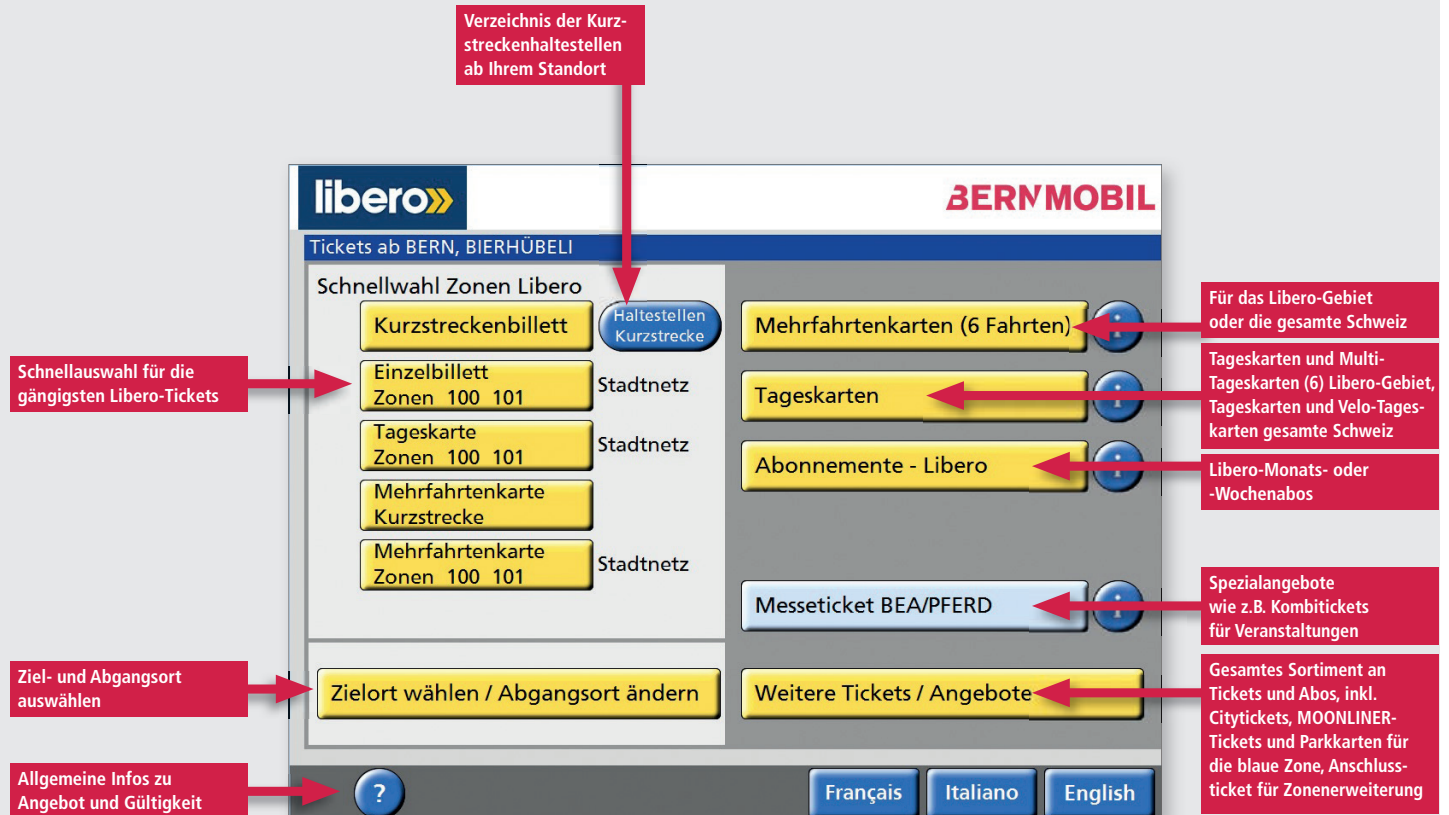 Verzeichnis der Kurz-
streckenhaltestellen
ab Ihrem Standort
libero»
BERNMOBIL
Tickets ab BERN, BIERHÜBELI
Schnellwahl Zonen Libero
Kurzstreckenbillett
Haltestellen
Kurzstrecke
Einzelbillett
Zonen 100 101
Stadtnetz
Tageskarte
Zonen 100 101
Stadtnetz
Mehrfahrtenkarte
Kurzstrecke
Mehrfahrtenkarte
Zonen 100 101
Stadtnetz
Zielort wählen / Abgangsort ändern
Mehrfahrtenkarten (6 Fahrten)
i
Tageskarten
i
Abonnemente - Libero
i
Messeticket BEA/PFERD
i
Weitere Tickets / Angebote
?
Français
Italiano
English
Schnellauswahl für die
gängigsten Libero-Tickets
Ziel- und Abgangsort
auswählen
Allgemeine Infos zu
Angebot und Gültigkeit
Für das Libero-Gebiet
oder die gesamte Schweiz
Tageskarten und Multi-
Tageskarten (6) Libero-Gebiet,
Tageskarten und Velo-Tages-
karten gesamte Schweiz
Libero-Monats- oder
-Wochenabos
Spezialangebote
wie z.B. Kombitickets
für Veranstaltungen
Gesamtes Sortiment an
Tickets und Abos, inkl.
Citytickets, MOONLINER-
Tickets und Parkkarten für
die blaue Zone, Anschluss-
ticket für Zonenerweiterung